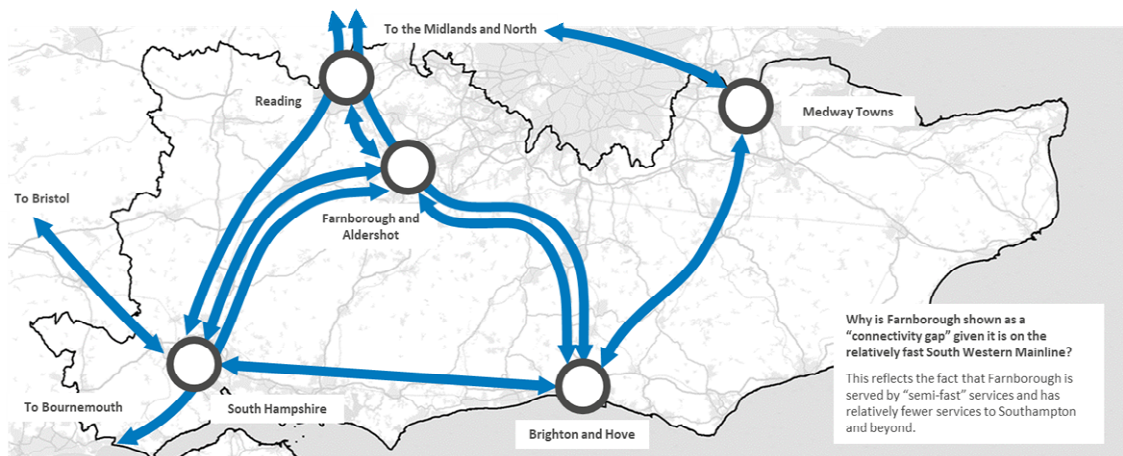 To the Midlands and North
Reading
Medway Towns
To Bristol
Farnborough and
Aldershot
Why is Farnborough shown as a
“connectivity gap” given it is on the
relatively fast South Western Mainline?
This reflects the fact that Farnborough is
served by “semi-fast” services and has
relatively fewer services to Southampton
and beyond.
To Bournemouth
South Hampshire
Brighton and Hove